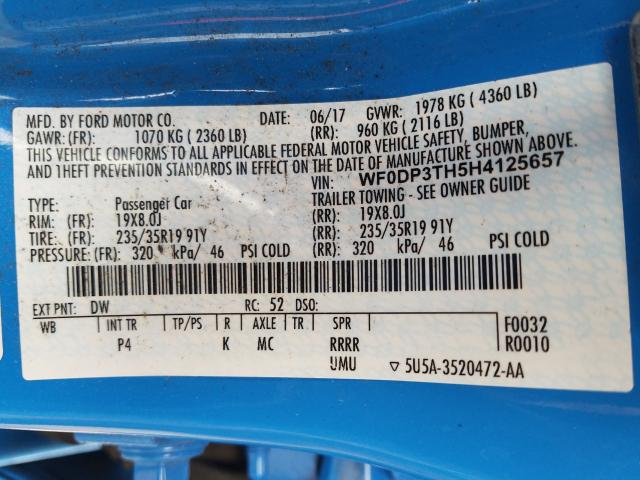 MFD. BY FORD MOTOR CO. 06/17 GVWR: 1978 KG ( 4360 LB)
GAWR: (FR): 1070 KG ( 2360 LB) (RR): 960 KG ( 2116 LB)
THIS VEHICLE CONFORMS TO ALL APPLICABLE FEDERAL MOTOR VEHICLE SAFETY, BUMPER,
AND THEFT PREVENTION STANDARDS IN EFFECT ON THE DATE OF MANUFACTURE SHOWN ABOVE.
VIN: WF0DP3TH5H4125657
TYPE: Passenger Car TRAILER TOWING - SEE OWNER GUIDE
RIM: (FR): 19X8.0J (RR): 19X8.0J
TIRE: (FR): 235/35R19 91Y (RR): 235/35R19 91Y
PRESSURE: (FR): 320 kPa/ 46 PSI COLD (RR): 320 kPa/ 46 PSI COLD
EXT PNT: DW RC: 52 DSO:
WB INT TR TP/PS R AXLE TR SPR F0032
P4 K MC RRRR R0010
UMU ▽ 5U5A-3520472-AA